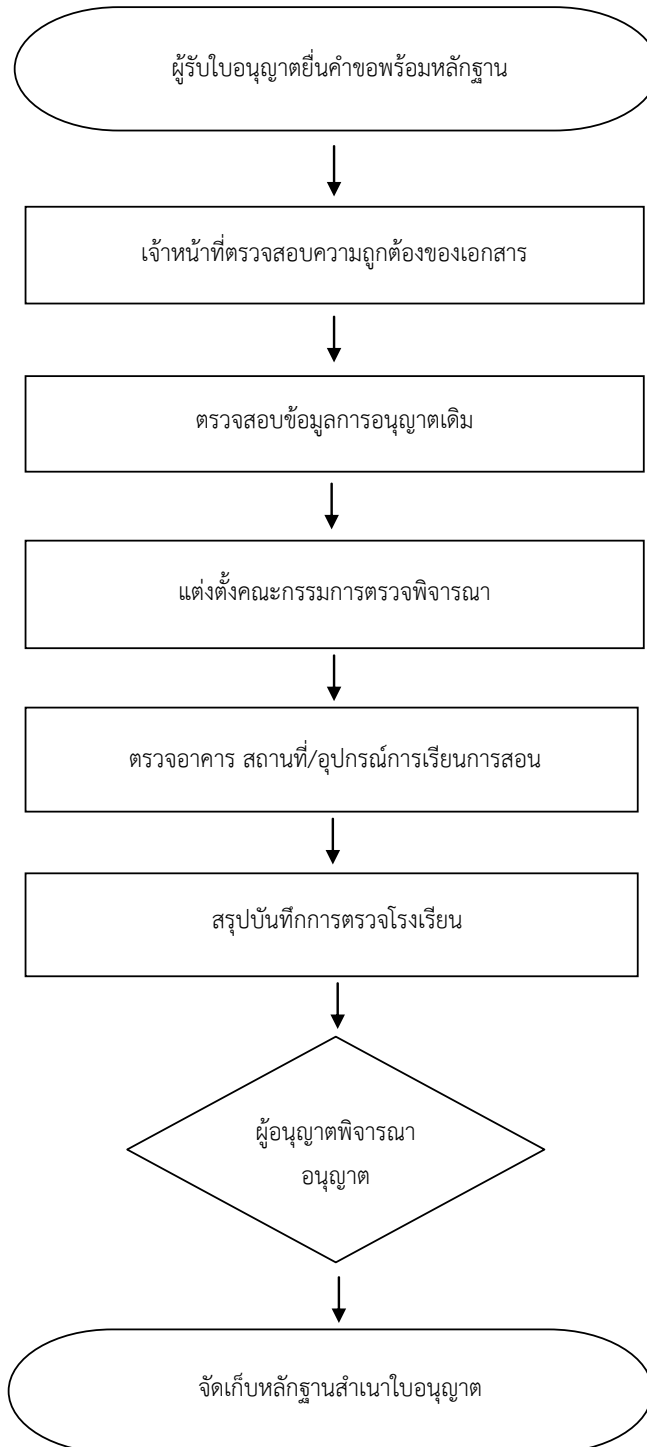 ผู้รับใบอนุญาตยื่นคำขอพร้อมหลักฐาน
เจ้าหน้าที่ตรวจสอบความถูกต้องของเอกสาร
ตรวจสอบข้อมูลการอนุญาตเดิม
แต่งตั้งคณะกรรมการตรวจพิจารณา
ตรวจอาคาร สถานที่/อุปกรณ์การเรียนการสอน
สรุปบันทึกการตรวจโรงเรียน
ผู้อนุญาตพิจารณา
อนุญาต
จัดเก็บหลักฐานสำเนาใบอนุญาต